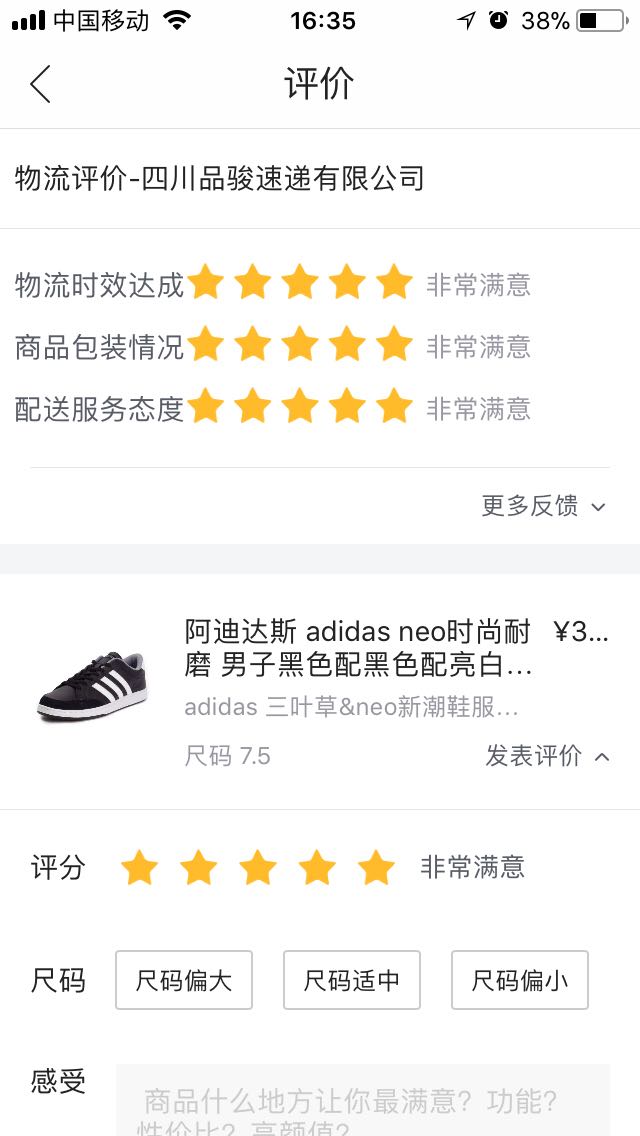 中国移动 16:35 38%
评价
物流评价-四川品骏速递有限公司
物流时效达成 非常满意
商品包装情况 非常满意
配送服务态度 非常满意
更多反馈
阿迪达斯 adidas neo时尚耐 ¥3...
磨 男子黑色配黑色配亮白...
adidas 三叶草&neo新潮鞋服...
尺码 7.5 发表评价
评分 非常满意
尺码 尺码偏大 尺码适中 尺码偏小
感受 商品什么地方让你最满意？功能？
性价比？高颜值？